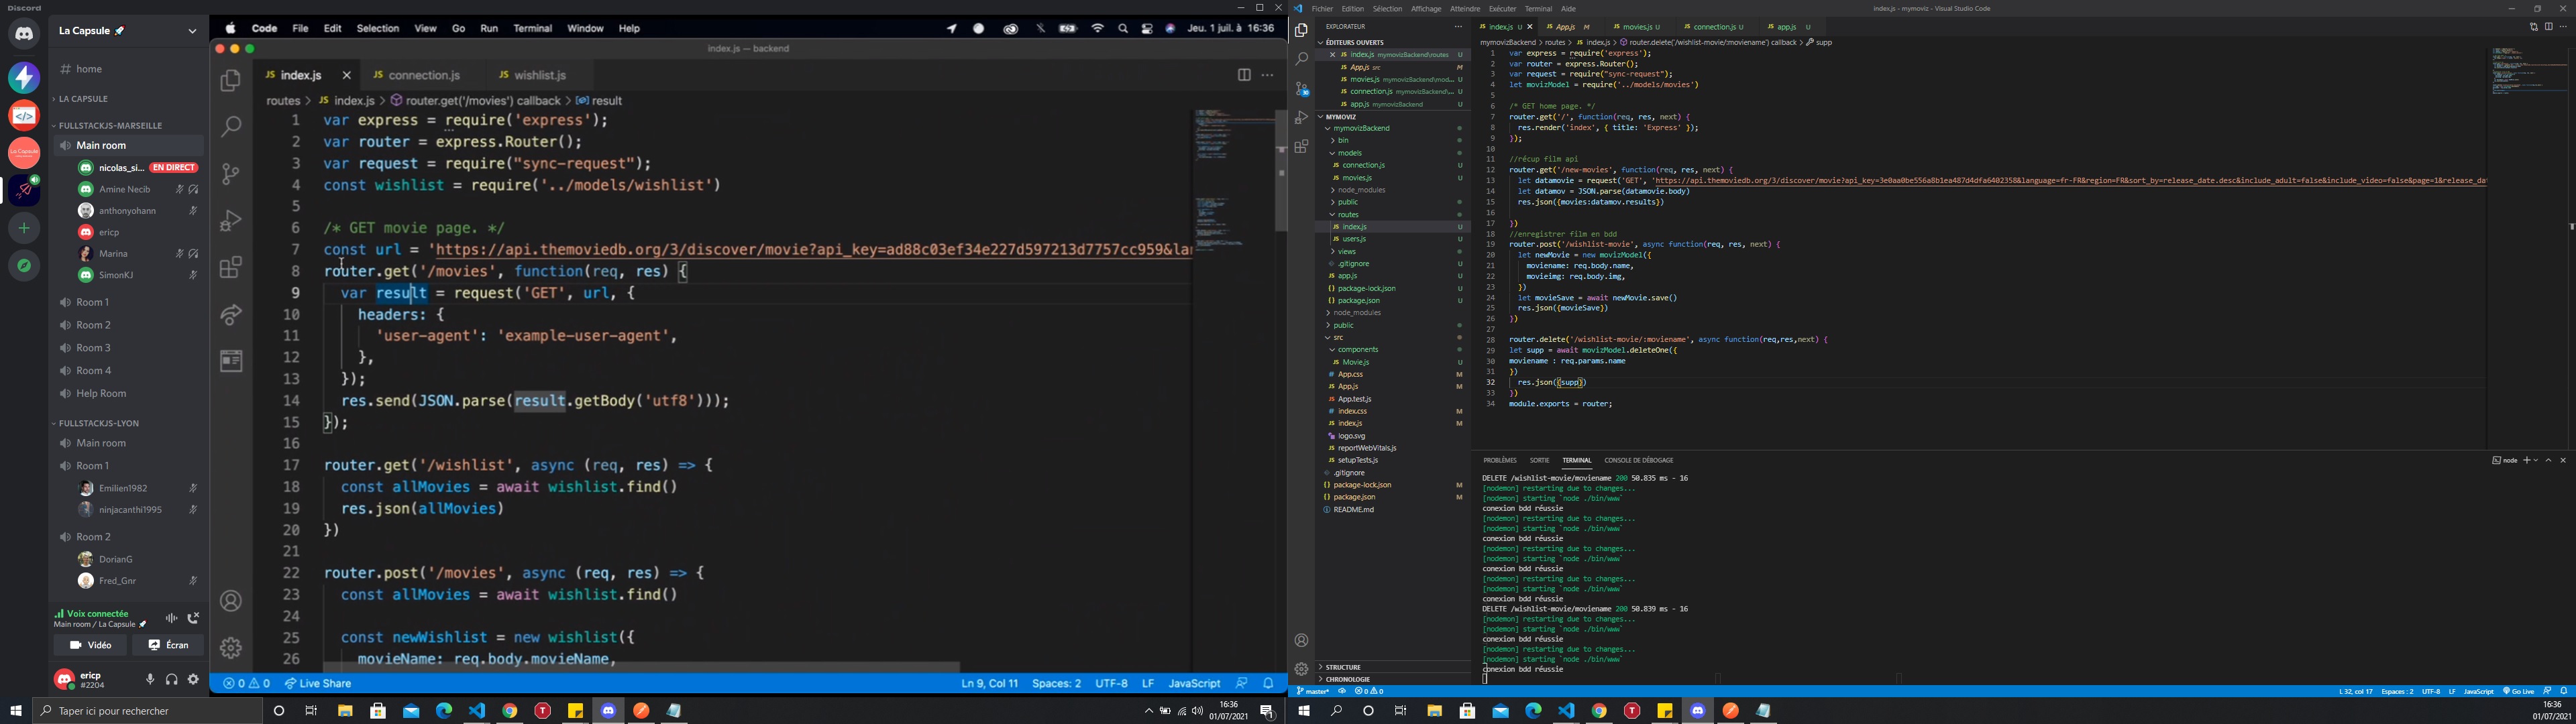 Discord
La Capsule 🚀
# home
LA CAPSULE
FULLSTACKJS-MARSEILLE
Main room
nicolas_si... EN DIRECT
Amine Necib
anthonyohann
ericp
Marina
SimonKJ
Room 1
Room 2
Room 3
Room 4
Help Room
FULLSTACKJS-LYON
Main room
Room 1
Emilien1982
ninjacanthi1995
Room 2
DorianG
Fred_Gnr
Voix connectée
Main room / La Capsule 🚀
Vidéo
Écran
ericp
#2204
Code File Edit Selection View Go Run Terminal Window Help Jeu. 1 juil. à 16:36
index.js — backend
index.js connection.js wishlist.js
routes > JS index.js > router.get('/movies') callback > result
1 var express = require('express');
2 var router = express.Router();
3 var request = require("sync-request");
4 const wishlist = require('../models/wishlist')
5
6 /* GET movie page. */
7 const url = 'https://api.themoviedb.org/3/discover/movie?api_key=ad88c03ef34e227d597213d7757cc959&la
8 router.get('/movies', function(req, res) {
9 var result = request('GET', url, {
10 headers: {
11 'user-agent': 'example-user-agent',
12 },
13 });
14 res.send(JSON.parse(result.getBody('utf8')));
15 });
16
17 router.get('/wishlist', async (req, res) => {
18 const allMovies = await wishlist.find()
19 res.json(allMovies)
20 })
21
22 router.post('/movies', async (req, res) => {
23 const allMovies = await wishlist.find()
24
25 const newWishlist = new wishlist({
26 movieName: req.body.movieName,
0 0 Live Share Ln 9, Col 11 Spaces: 2 UTF-8 LF JavaScript
Taper ici pour rechercher
16:36
01/07/2021
Fichier Edition Sélection Affichage Atteindre Exécuter Terminal Aide
index.js - mymoviz - Visual Studio Code
EXPLORATEUR
ÉDITEURS OUVERTS
index.js mymovizBackend\routes U
App.js src M
movies.js mymovizBackend\mod... U
connection.js mymovizBackend\... U
app.js mymovizBackend U
MYMOVIZ
mymovizBackend
bin
models
connection.js U
movies.js U
node_modules
public
routes
index.js U
users.js U
views
.gitignore U
app.js U
package-lock.json U
package.json U
node_modules
public
src
components
Movie.js U
App.css M
App.js M
App.test.js
index.css M
index.js M
logo.svg
reportWebVitals.js
setupTests.js
.gitignore
package-lock.json M
package.json M
README.md
STRUCTURE
CHRONOLOGIE
index.js U App.js M movies.js U connection.js U app.js U
mymovizBackend > routes > JS index.js > router.delete('/wishlist-movie/:moviename') callback > supp
1 var express = require('express');
2 var router = express.Router();
3 var request = require("sync-request");
4 let movizModel = require('../models/movies')
5
6 /* GET home page. */
7 router.get('/', function(req, res, next) {
8 res.render('index', { title: 'Express' });
9 });
10
11 //récup film api
12 router.get('/new-movies', function(req, res, next) {
13 let datamovie = request('GET', 'https://api.themoviedb.org/3/discover/movie?api_key=3e0aa0be556a8b1ea487d4dfa6402358&language=fr-FR&region=FR&sort_by=release_date.desc&include_adult=false&include_video=false&page=1&release_da
14 let datamov = JSON.parse(datamovie.body)
15 res.json({movies:datamov.results})
16
17 })
18 //enregistrer film en bdd
19 router.post('/wishlist-movie', async function(req, res, next) {
20 let newMovie = new movizModel({
21 moviename: req.body.name,
22 movieimg: req.body.img,
23 })
24 let movieSave = await newMovie.save()
25 res.json({movieSave})
26 })
27
28 router.delete('/wishlist-movie/:moviename', async function(req,res,next) {
29 let supp = await movizModel.deleteOne({
30 moviename : req.params.name
31 })
32 res.json({supp})
33 })
34 module.exports = router;
PROBLÈMES SORTIE TERMINAL CONSOLE DE DÉBOGAGE node
DELETE /wishlist-movie/moviename 200 50.835 ms - 16
[nodemon] restarting due to changes...
[nodemon] starting `node ./bin/www`
conexion bdd réussie
[nodemon] restarting due to changes...
[nodemon] starting `node ./bin/www`
conexion bdd réussie
[nodemon] restarting due to changes...
[nodemon] starting `node ./bin/www`
conexion bdd réussie
[nodemon] restarting due to changes...
[nodemon] starting `node ./bin/www`
conexion bdd réussie
DELETE /wishlist-movie/moviename 200 50.839 ms - 16
[nodemon] restarting due to changes...
[nodemon] starting `node ./bin/www`
conexion bdd réussie
[nodemon] restarting due to changes...
[nodemon] starting `node ./bin/www`
conexion bdd réussie
master* 0 0 L 32, col 17 Espaces : 2 UTF-8 LF JavaScript Go Live
16:36
01/07/2021